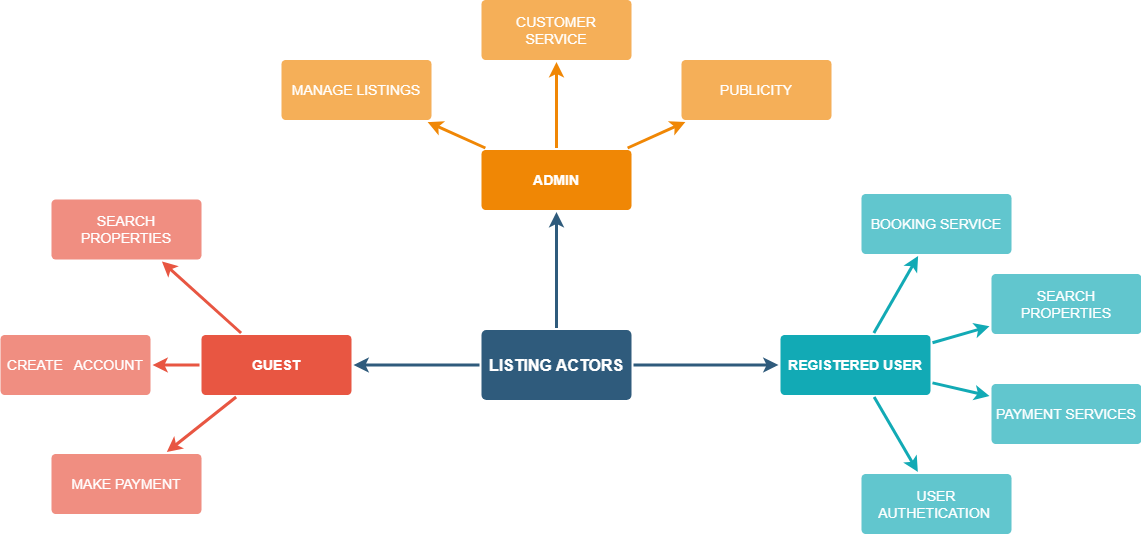 CUSTOMER
SERVICE
MANAGE LISTINGS
PUBLICITY
ADMIN
SEARCH
PROPERTIES
BOOKING SERVICE
SEARCH
PROPERTIES
CREATE ACCOUNT
GUEST
LISTING ACTORS
REGISTERED USER
PAYMENT SERVICES
MAKE PAYMENT
USER
AUTHETICATION